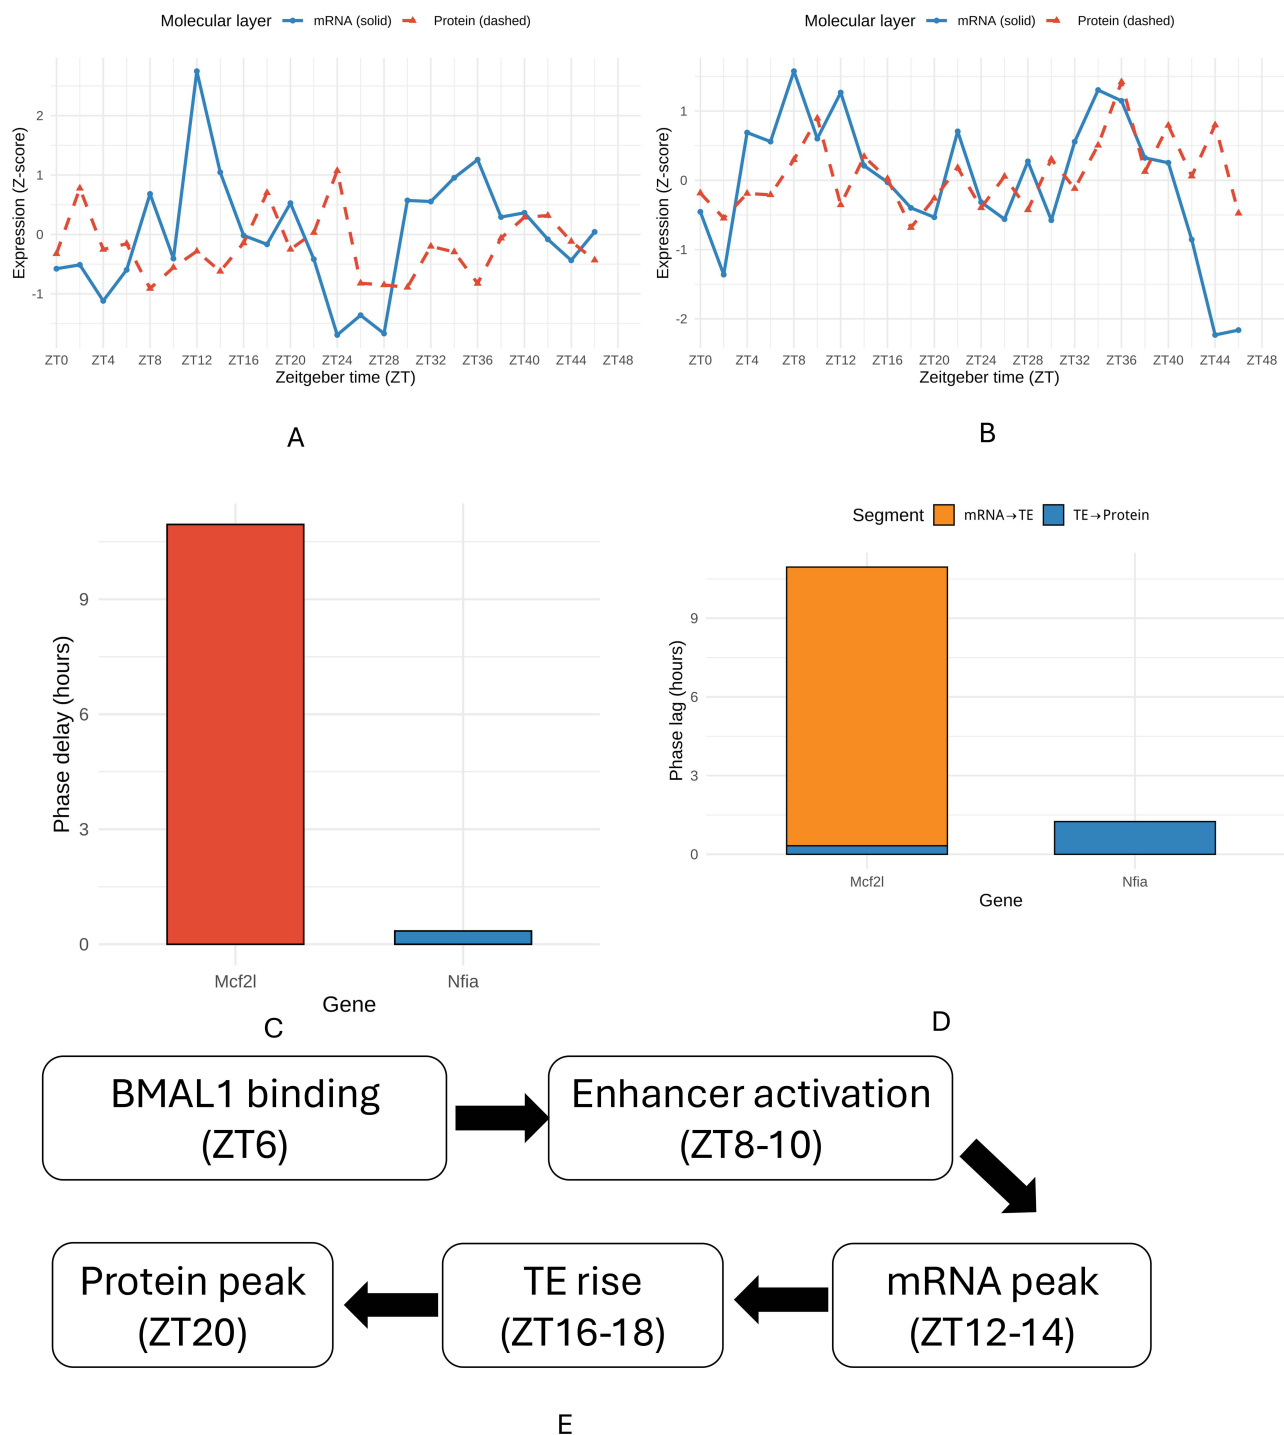 Molecular layer mRNA (solid) Protein (dashed)
Expression (Z-score)
2
1
0
-1
ZT0 ZT4 ZT8 ZT12 ZT16 ZT20 ZT24 ZT28 ZT32 ZT36 ZT40 ZT44 ZT48
Zeitgeber time (ZT)
A
Molecular layer mRNA (solid) Protein (dashed)
Expression (Z-score)
1
0
-1
-2
ZT0 ZT4 ZT8 ZT12 ZT16 ZT20 ZT24 ZT28 ZT32 ZT36 ZT40 ZT44 ZT48
Zeitgeber time (ZT)
B
Phase delay (hours)
9
6
3
0
Mcf2l Nfia
Gene
C
Segment mRNA→TE TE→Protein
Phase lag (hours)
9
6
3
0
Mcf2l Nfia
Gene
D
BMAL1 binding
(ZT6)
Enhancer activation
(ZT8-10)
mRNA peak
(ZT12-14)
TE rise
(ZT16-18)
Protein peak
(ZT20)
E